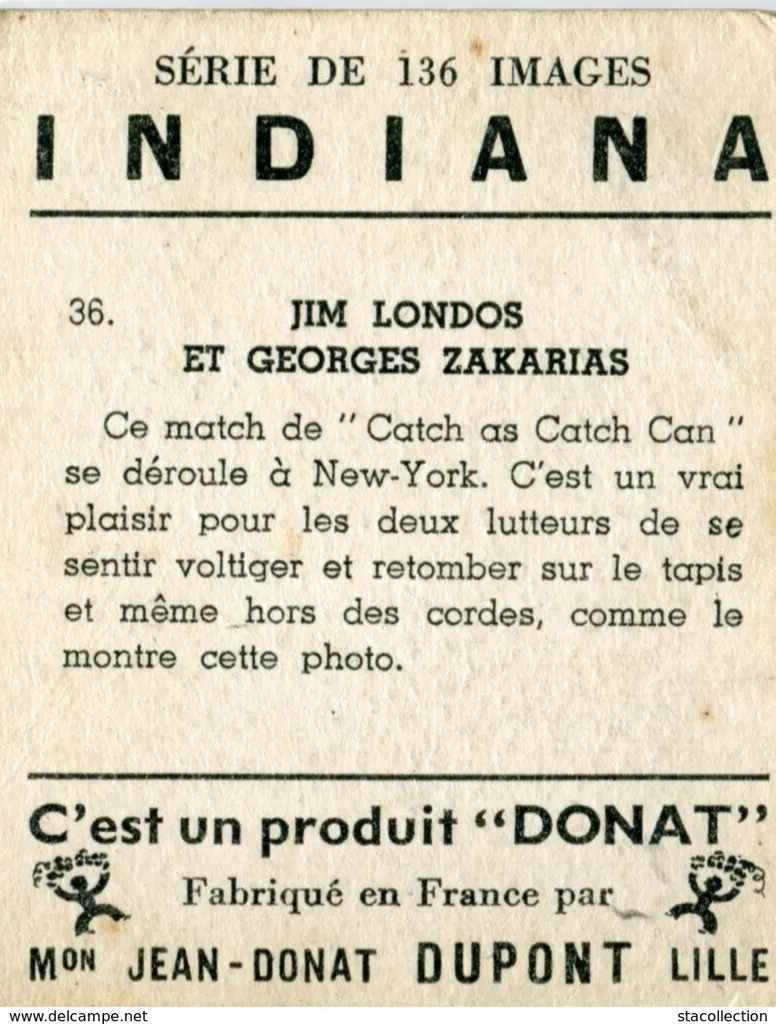 SÉRIE DE 136 IMAGES
INDIANA
36. JIM LONDOS
ET GEORGES ZAKARIAS
Ce match de " Catch as Catch Can "
se déroule à New-York. C'est un vrai
plaisir pour les deux lutteurs de se
sentir voltiger et retomber sur le tapis
et même hors des cordes, comme le
montre cette photo.
C'est un produit "DONAT"
Fabriqué en France par
MON JEAN-DONAT DUPONT LILLE
www.delcampe.net stacollection